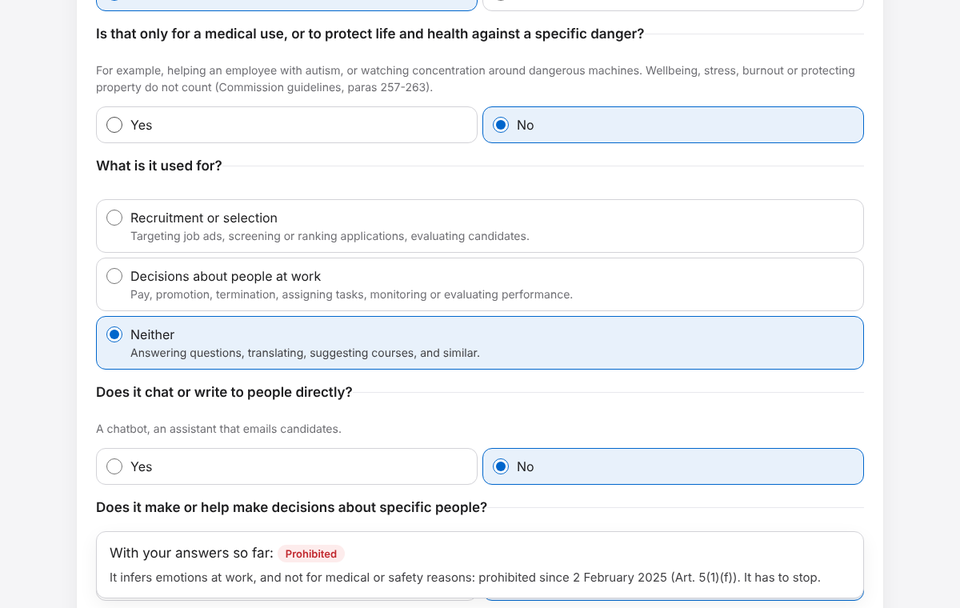 Is that only for a medical use, or to protect life and health against a specific danger?
For example, helping an employee with autism, or watching concentration around dangerous machines. Wellbeing, stress, burnout or protecting
property do not count (Commission guidelines, paras 257-263).
Yes
No
What is it used for?
Recruitment or selection
Targeting job ads, screening or ranking applications, evaluating candidates.
Decisions about people at work
Pay, promotion, termination, assigning tasks, monitoring or evaluating performance.
Neither
Answering questions, translating, suggesting courses, and similar.
Does it chat or write to people directly?
A chatbot, an assistant that emails candidates.
Yes
No
Does it make or help make decisions about specific people?
With your answers so far: Prohibited
It infers emotions at work, and not for medical or safety reasons: prohibited since 2 February 2025 (Art. 5(1)(f)). It has to stop.